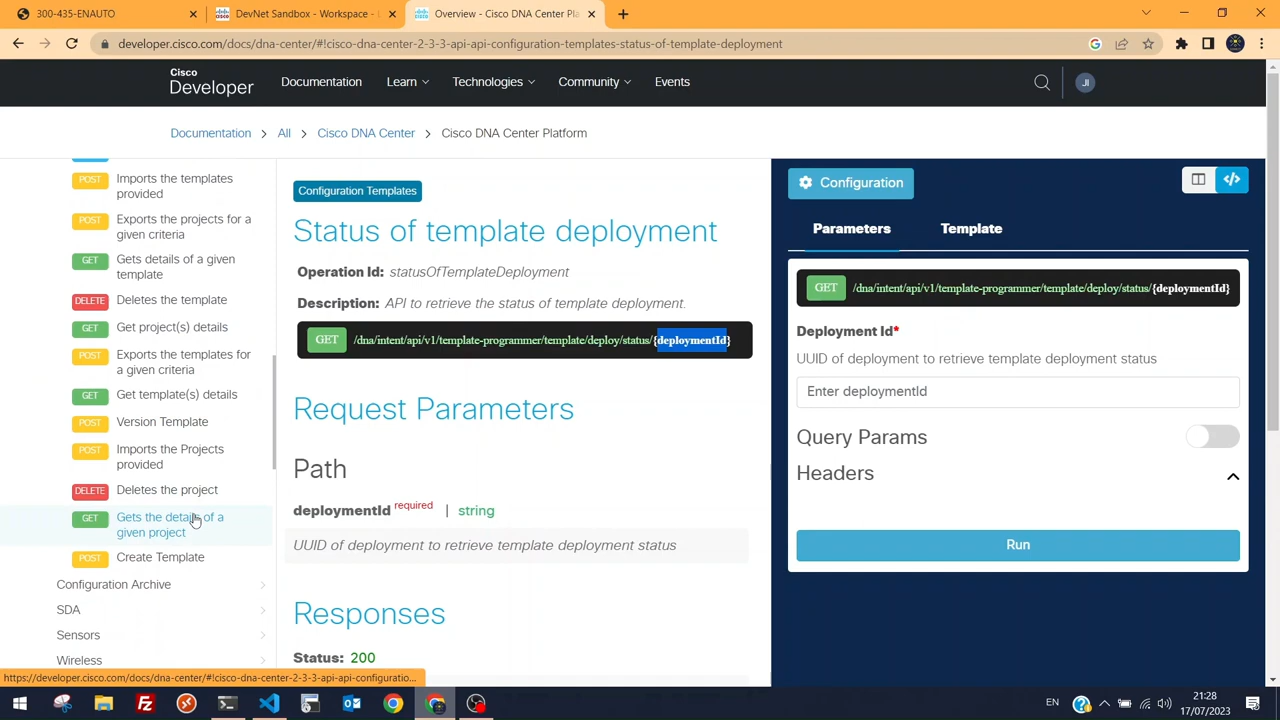 300-435-ENAUTO
DevNet Sandbox - Workspace - L
Overview - Cisco DNA Center Pla
developer.cisco.com/docs/dna-center/#!cisco-dna-center-2-3-3-api-api-configuration-templates-status-of-template-deployment
Cisco
Developer
Documentation
Learn
Technologies
Community
Events
JI
Documentation > All > Cisco DNA Center > Cisco DNA Center Platform
POST Imports the templates
provided
POST Exports the projects for a
given criteria
GET Gets details of a given
template
DELETE Deletes the template
GET Get project(s) details
POST Exports the templates for
a given criteria
GET Get template(s) details
POST Version Template
POST Imports the Projects
provided
DELETE Deletes the project
GET Gets the details of a
given project
POST Create Template
Configuration Archive
SDA
Sensors
Wireless
https://developer.cisco.com/docs/dna-center/#!cisco-dna-center-2-3-3-api-api-configuratio...
Configuration Templates
Status of template deployment
Operation Id: statusOfTemplateDeployment
Description: API to retrieve the status of template deployment.
GET /dna/intent/api/v1/template-programmer/template/deploy/status/{deploymentId}
Request Parameters
Path
deploymentId required | string
UUID of deployment to retrieve template deployment status
Responses
Status: 200
Configuration
Parameters
Template
GET /dna/intent/api/v1/template-programmer/template/deploy/status/{deploymentId}
Deployment Id*
UUID of deployment to retrieve template deployment status
Enter deploymentId
Query Params
Headers
Run
EN
21:28
17/07/2023